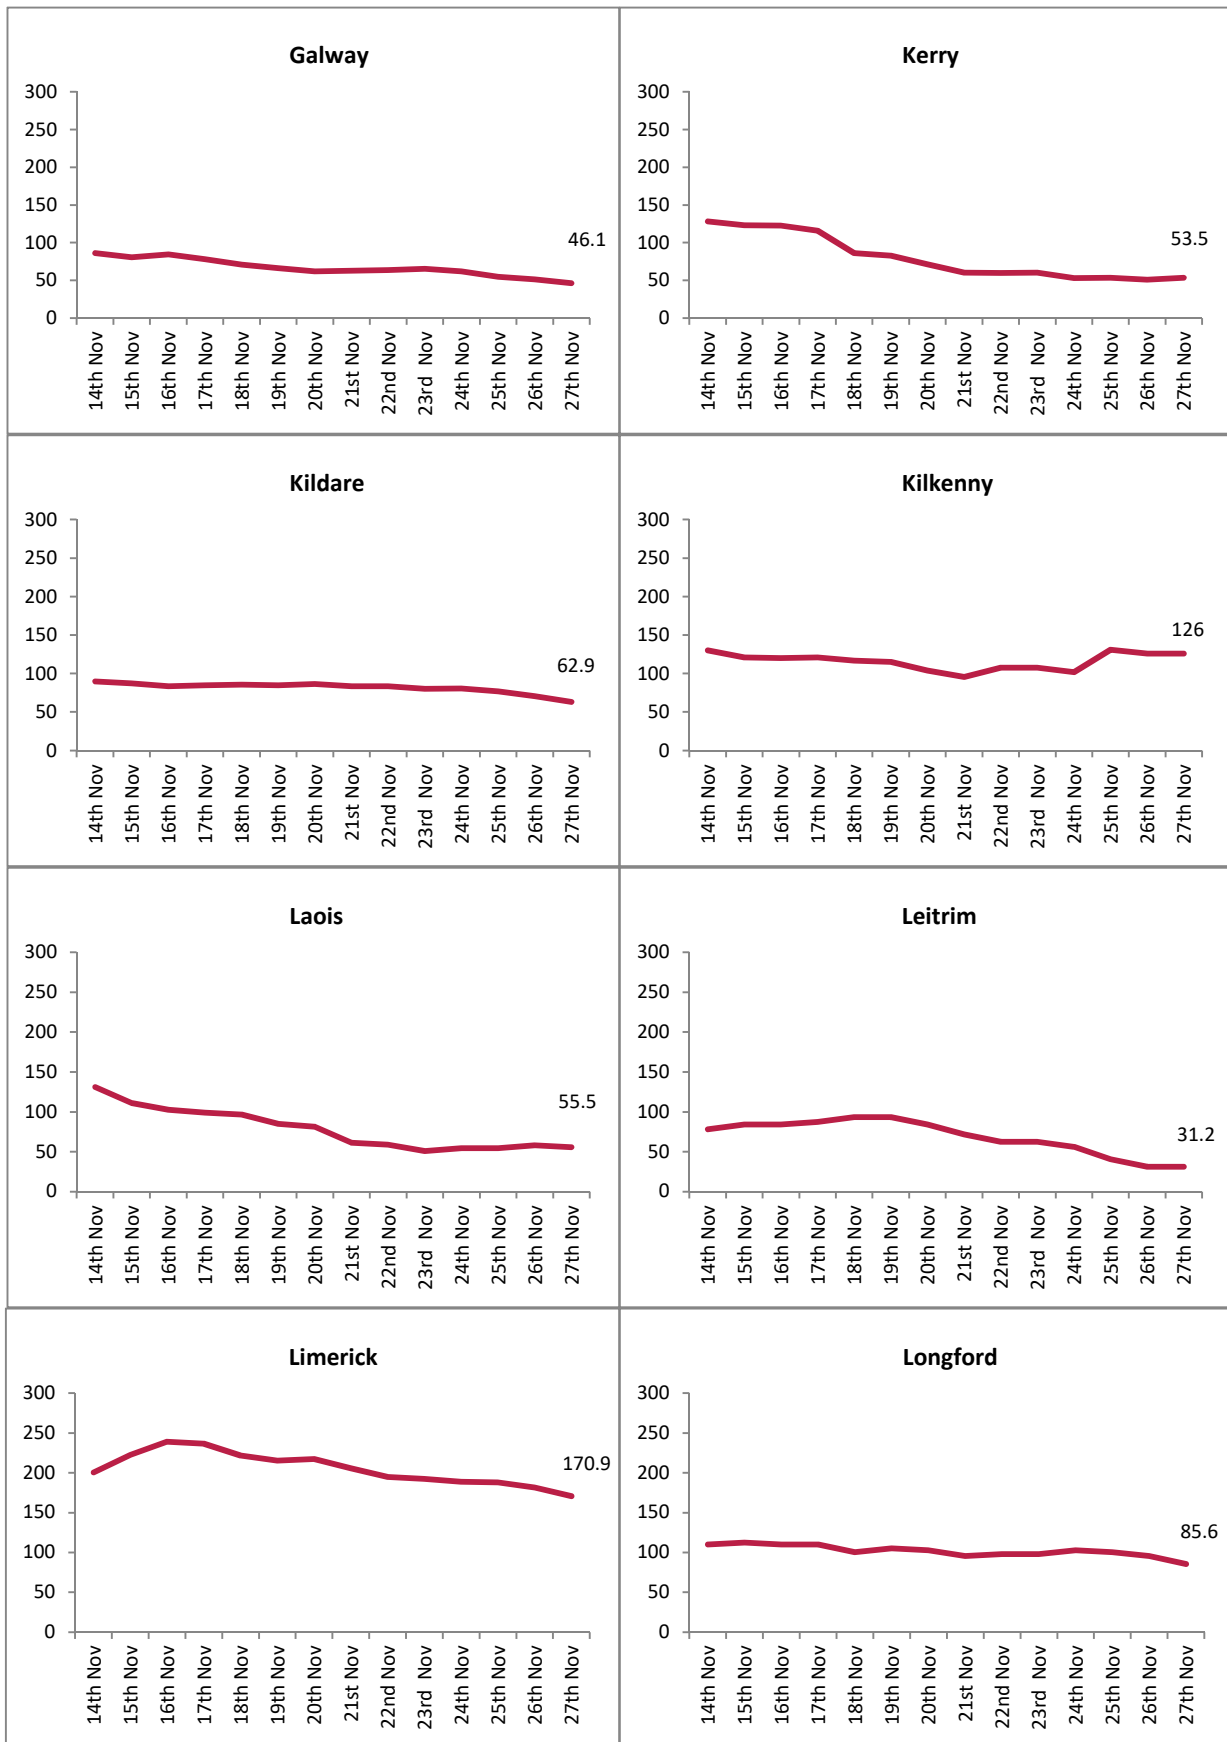 Galway
300
250
200
150
100
50
0
46.1
14th Nov
15th Nov
16th Nov
17th Nov
18th Nov
19th Nov
20th Nov
21st Nov
22nd Nov
23rd  Nov
24th Nov
25th Nov
26th Nov
27th Nov
Kerry
300
250
200
150
100
50
0
53.5
14th Nov
15th Nov
16th Nov
17th Nov
18th Nov
19th Nov
20th Nov
21st Nov
22nd Nov
23rd  Nov
24th Nov
25th Nov
26th Nov
27th Nov
Kildare
300
250
200
150
100
50
0
62.9
14th Nov
15th Nov
16th Nov
17th Nov
18th Nov
19th Nov
20th Nov
21st Nov
22nd Nov
23rd  Nov
24th Nov
25th Nov
26th Nov
27th Nov
Kilkenny
300
250
200
150
100
50
0
126
14th Nov
15th Nov
16th Nov
17th Nov
18th Nov
19th Nov
20th Nov
21st Nov
22nd Nov
23rd  Nov
24th Nov
25th Nov
26th Nov
27th Nov
Laois
300
250
200
150
100
50
0
55.5
14th Nov
15th Nov
16th Nov
17th Nov
18th Nov
19th Nov
20th Nov
21st Nov
22nd Nov
23rd  Nov
24th Nov
25th Nov
26th Nov
27th Nov
Leitrim
300
250
200
150
100
50
0
31.2
14th Nov
15th Nov
16th Nov
17th Nov
18th Nov
19th Nov
20th Nov
21st Nov
22nd Nov
23rd  Nov
24th Nov
25th Nov
26th Nov
27th Nov
Limerick
300
250
200
150
100
50
0
170.9
14th Nov
15th Nov
16th Nov
17th Nov
18th Nov
19th Nov
20th Nov
21st Nov
22nd Nov
23rd  Nov
24th Nov
25th Nov
26th Nov
27th Nov
Longford
300
250
200
150
100
50
0
85.6
14th Nov
15th Nov
16th Nov
17th Nov
18th Nov
19th Nov
20th Nov
21st Nov
22nd Nov
23rd  Nov
24th Nov
25th Nov
26th Nov
27th Nov